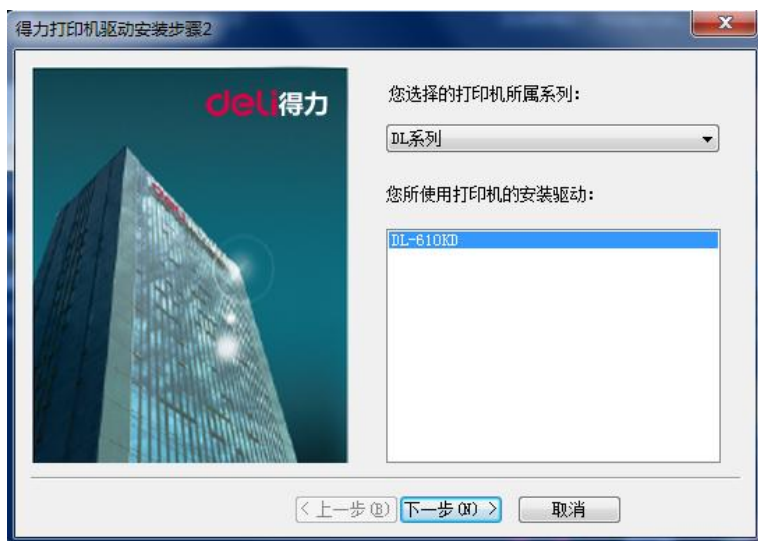 得力打印机驱动安装步骤2
deli得力
您选择的打印机所属系列:
DL系列
您所使用打印机的安装驱动:
DL-610KD
<上一步(B) 下一步(N) > 取消